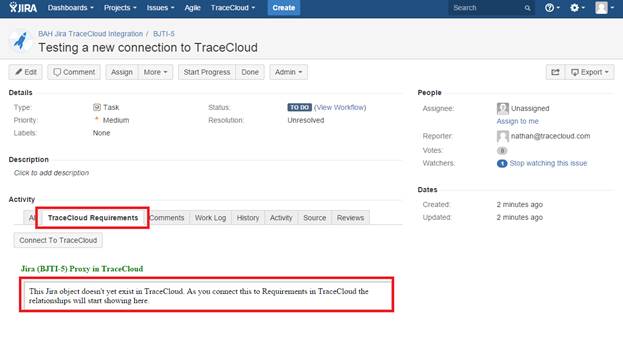 JIRA Dashboards Projects Issues Agile TraceCloud Create Search
BAH Jira TraceCloud Integration / BJTI-5
Testing a new connection to TraceCloud
Edit Comment Assign More Start Progress Done Admin Export
Details
Type: Task Status: TO DO (View Workflow)
Priority: Medium Resolution: Unresolved
Labels: None
People
Assignee: Unassigned
Assign to me
Reporter: nathan@tracecloud.com
Votes: 0
Watchers: 1 Stop watching this issue
Description
Click to add description
Dates
Created: 2 minutes ago
Updated: 2 minutes ago
Activity
TraceCloud Requirements Comments Work Log History Activity Source Reviews
Connect To TraceCloud
Jira (BJTI-5) Proxy in TraceCloud
This Jira object doesn't yet exist in TraceCloud. As you connect this to Requirements in TraceCloud the
relationships will start showing here.